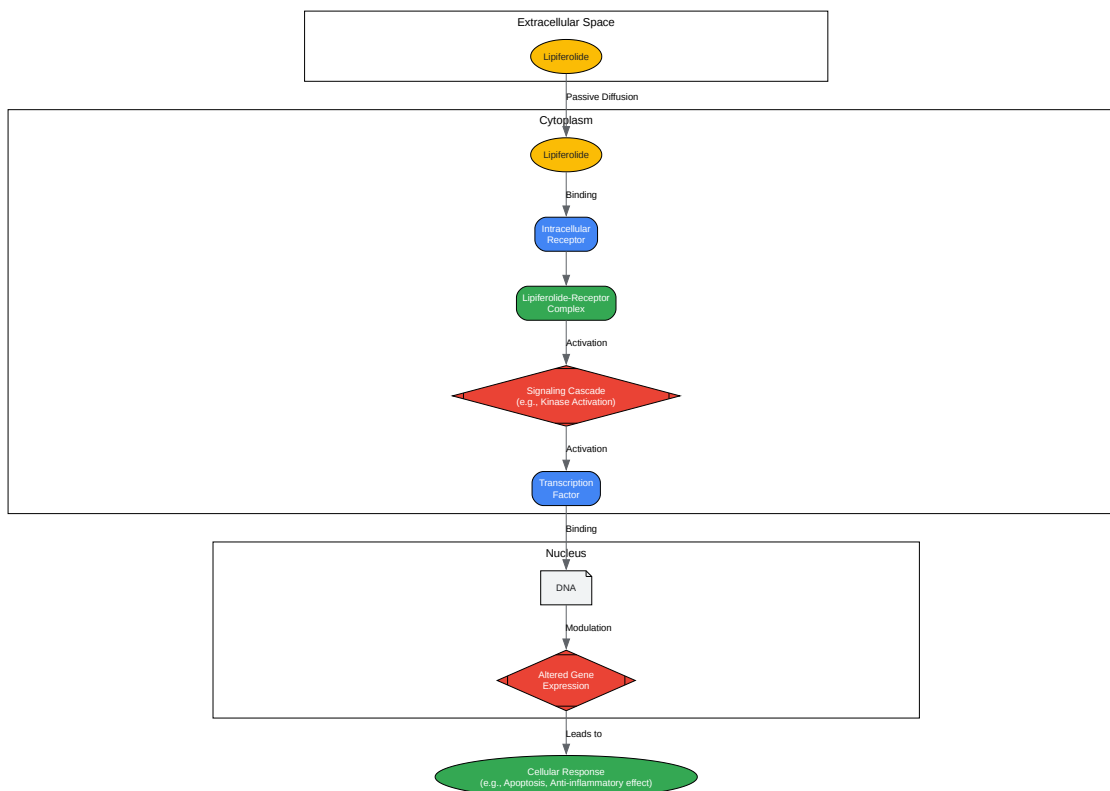 Extracellular Space
Lipiferolide
Passive Diffusion
Cytoplasm
Lipiferolide
Binding
Intracellular
Receptor
Lipiferolide-Receptor
Complex
Activation
Signaling Cascade
(e.g., Kinase Activation)
Activation
Transcription
Factor
Binding
Nucleus
DNA
Modulation
Altered Gene
Expression
Leads to
Cellular Response
(e.g., Apoptosis, Anti-inflammatory effect)